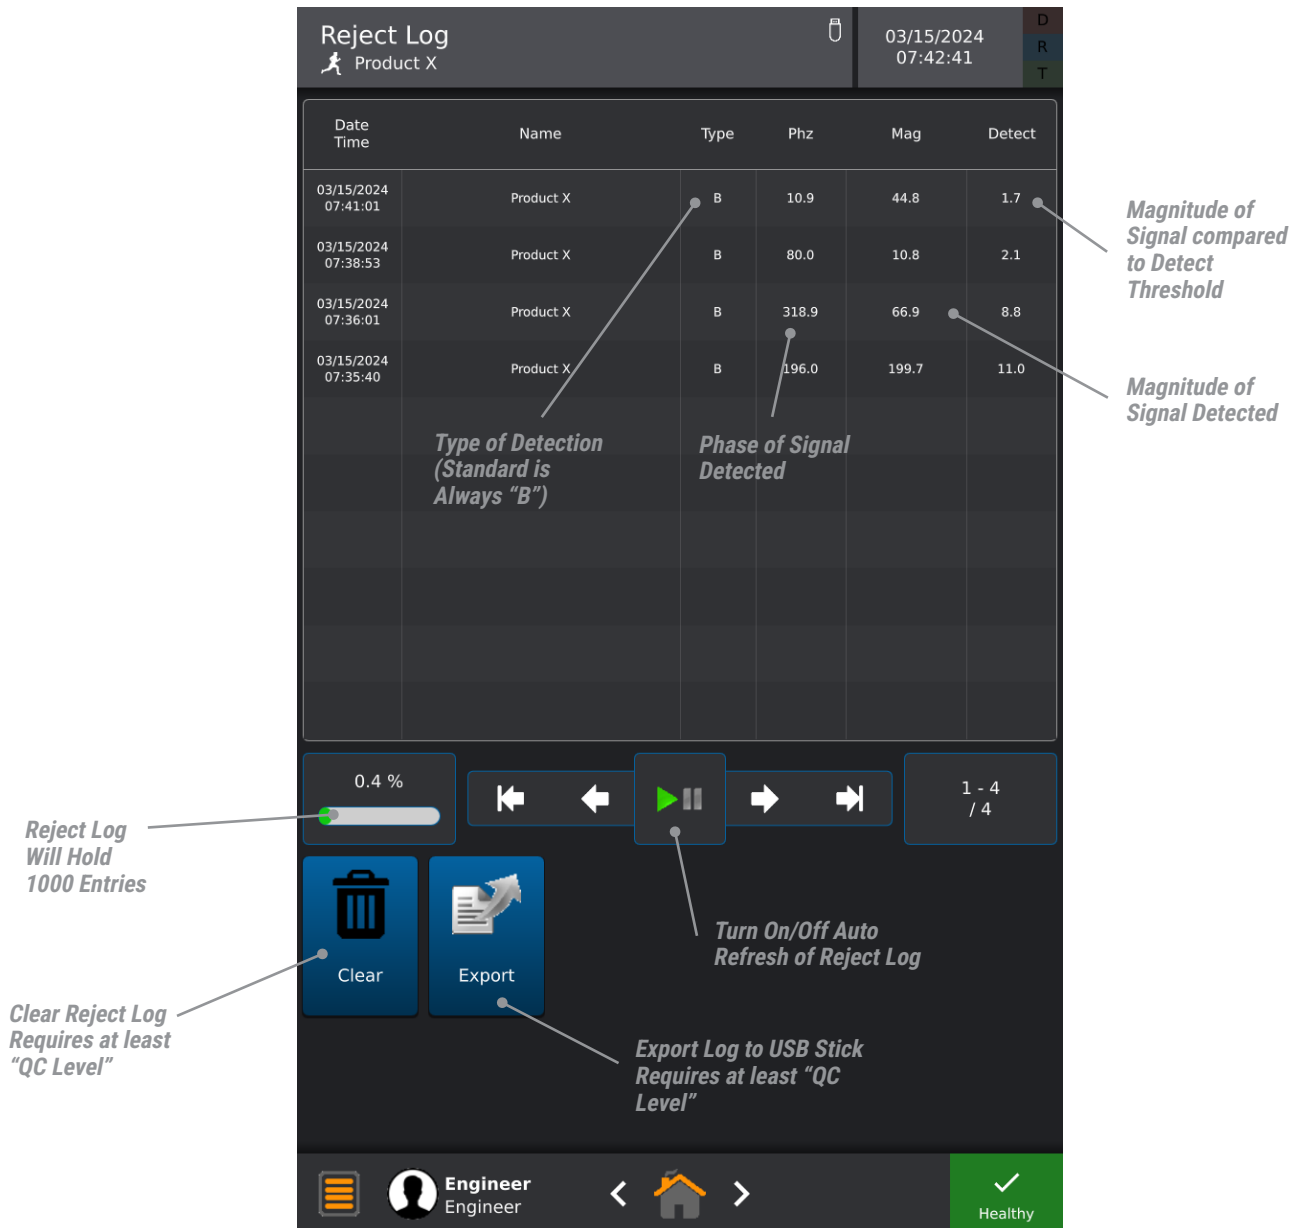 Reject Log
Product X
03/15/2024
07:42:41
D
R
T
Date
Time
Name
Type
Phz
Mag
Detect
03/15/2024
07:41:01
Product X
B
10.9
44.8
1.7
03/15/2024
07:38:53
Product X
B
80.0
10.8
2.1
03/15/2024
07:36:01
Product X
B
318.9
66.9
8.8
03/15/2024
07:35:40
Product X
B
196.0
199.7
11.0
Magnitude of
Signal compared
to Detect
Threshold
Magnitude of
Signal Detected
Type of Detection
(Standard is
Always “B”)
Phase of Signal
Detected
0.4 %
1 - 4
/ 4
Reject Log
Will Hold
1000 Entries
Clear
Export
Turn On/Off Auto
Refresh of Reject Log
Clear Reject Log
Requires at least
“QC Level”
Export Log to USB Stick
Requires at least “QC
Level”
Engineer
Engineer
Healthy